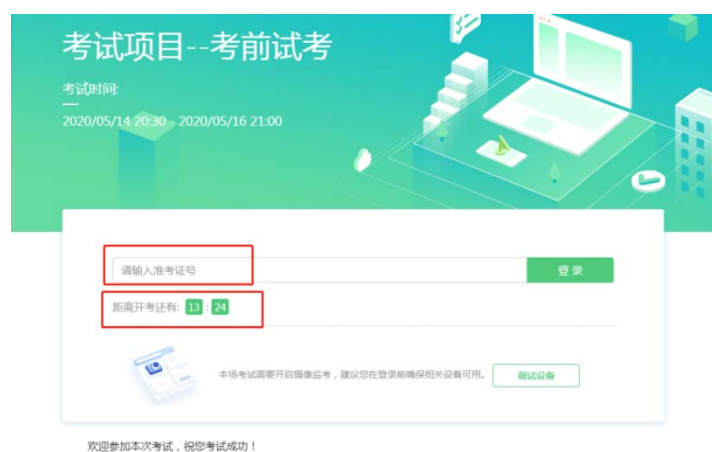 考试项目--考前试考
考试时间:
2020/05/14 20:30 - 2020/05/16 21:00
请输入准考证号
登 录
距离开考还有: 13 : 24
本场考试需要开启摄像监考，建议您在登录前确保相关设备可用。
调试设备
欢迎参加本次考试，祝您考试成功！